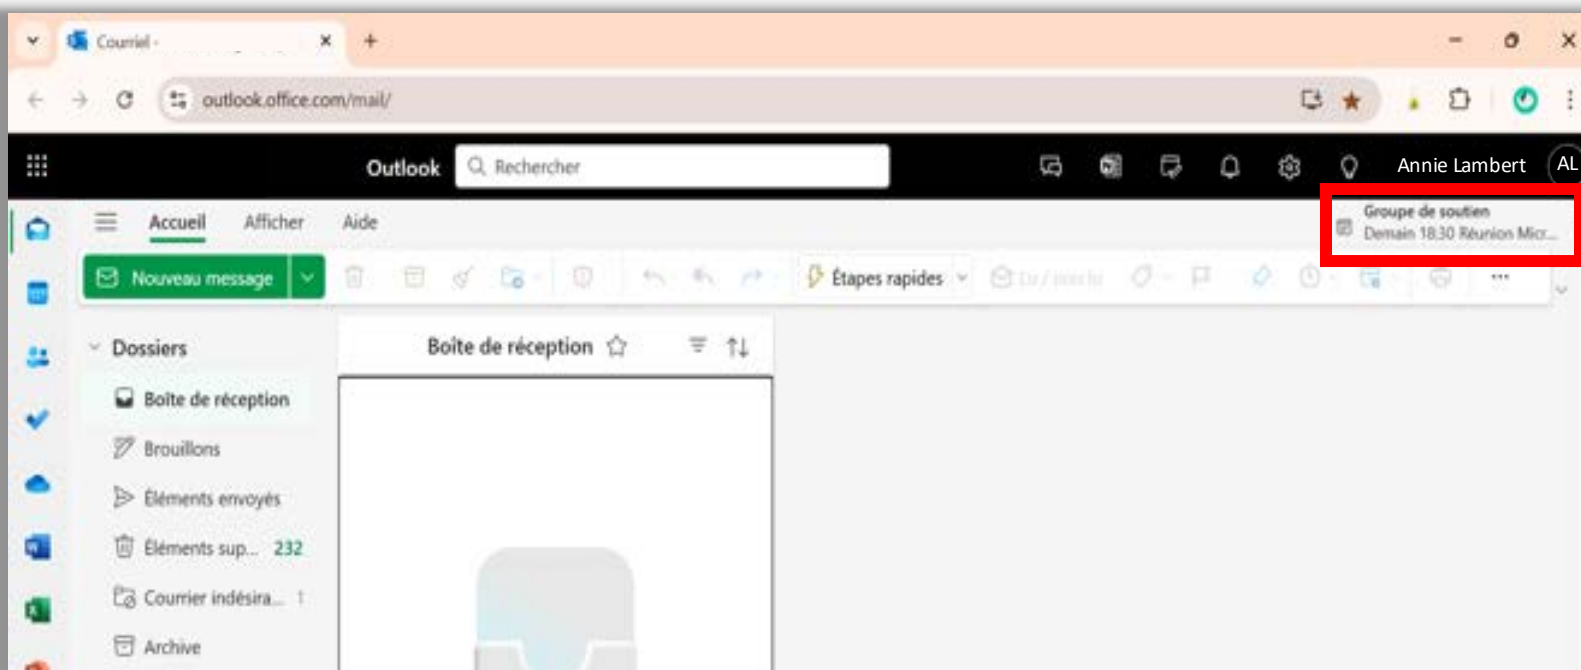 Courriel -
outlook.office.com/mail/
Outlook
Rechercher
Annie Lambert
AL
Accueil
Afficher
Aide
Groupe de soutien
Demain 18:30 Réunion Micr...
Nouveau message
Étapes rapides
Dossiers
Boîte de réception
Boîte de réception
Brouillons
Éléments envoyés
Éléments sup... 232
Courrier indésira... 1
Archive